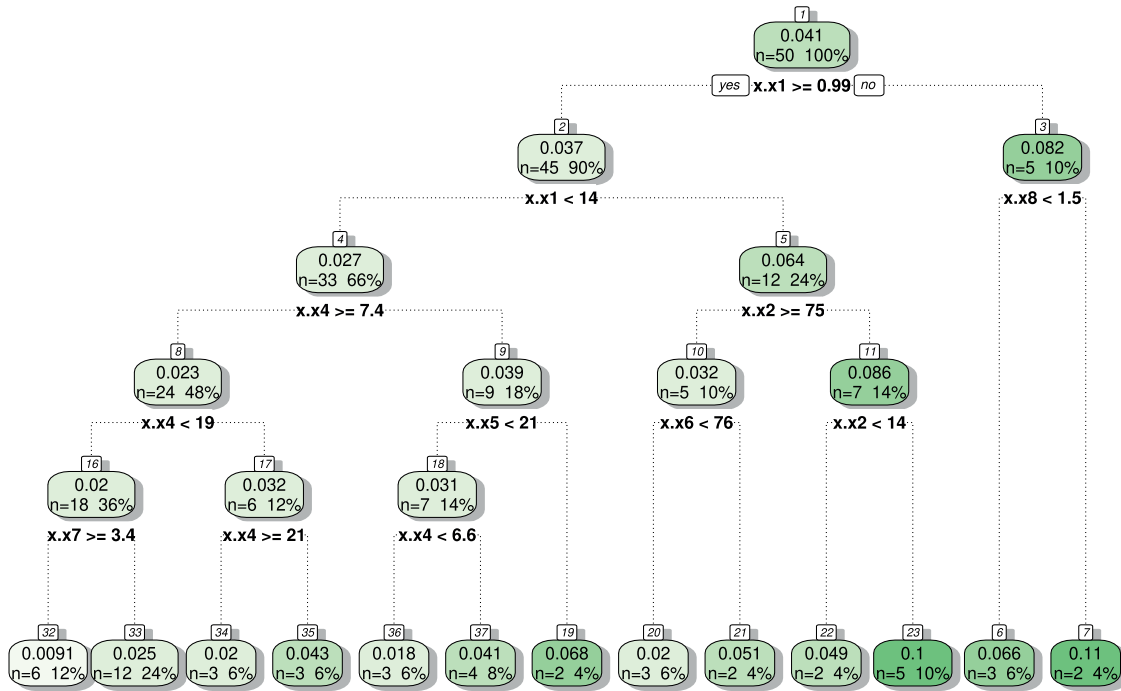 1
0.041
n=50 100%
yes x.x1 >= 0.99 no
2 3
0.037 0.082
n=45 90% n=5 10%
x.x1 < 14 x.x8 < 1.5
4 5
0.027 0.064
n=33 66% n=12 24%
x.x4 >= 7.4 x.x2 >= 75
8 9 10 11
0.023 0.039 0.032 0.086
n=24 48% n=9 18% n=5 10% n=7 14%
x.x4 < 19 x.x5 < 21 x.x6 < 76 x.x2 < 14
16 17 18
0.02 0.032 0.031
n=18 36% n=6 12% n=7 14%
x.x7 >= 3.4 x.x4 >= 21 x.x4 < 6.6
32 33 34 35 36 37 19 20 21 22 23 6 7
0.0091 0.025 0.02 0.043 0.018 0.041 0.068 0.02 0.051 0.049 0.1 0.066 0.11
n=6 12% n=12 24% n=3 6% n=3 6% n=3 6% n=4 8% n=2 4% n=3 6% n=2 4% n=2 4% n=5 10% n=3 6% n=2 4%